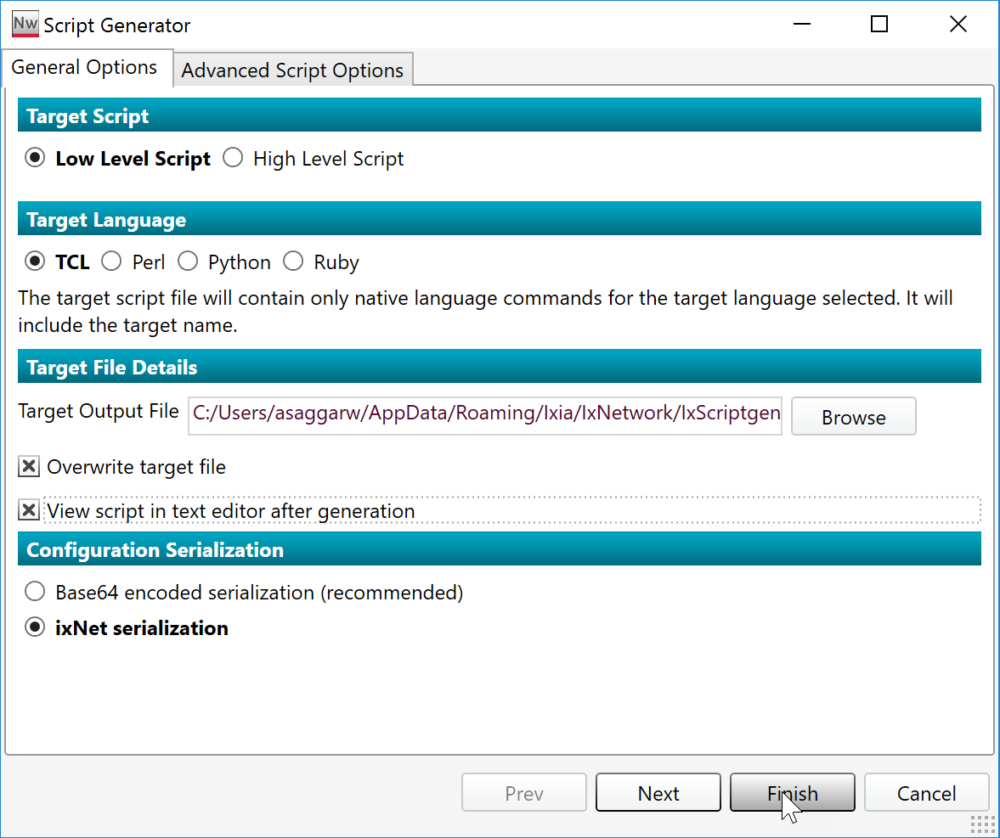 Nw Script Generator
General Options Advanced Script Options
Target Script
Low Level Script High Level Script
Target Language
TCL Perl Python Ruby
The target script file will contain only native language commands for the target language selected. It will
include the target name.
Target File Details
Target Output File C:/Users/asaggarw/AppData/Roaming/Ixia/IxNetwork/IxScriptgen Browse
Overwrite target file
View script in text editor after generation
Configuration Serialization
Base64 encoded serialization (recommended)
ixNet serialization
Prev Next Finish Cancel